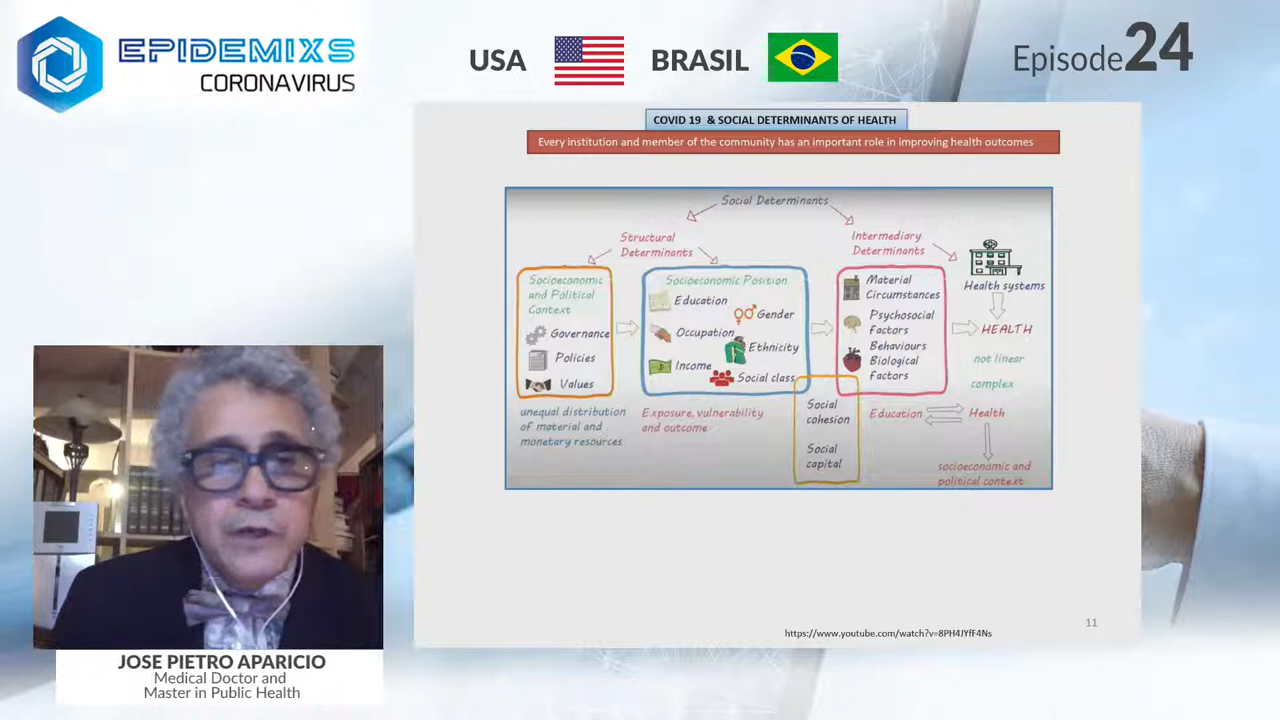 EPIDEMIXS
CORONAVIRUS
USA
BRASIL
Episode 24
COVID 19 & SOCIAL DETERMINANTS OF HEALTH
Every institution and member of the community has an important role in improving health outcomes
Social Determinants
Structural
Determinants
Intermediary
Determinants
Socioeconomic
and Political
Context
Governance
Policies
Values
unequal distribution
of material and
monetary resources
Socioeconomic Position
Education
Gender
Occupation
Ethnicity
Income
Social class
Exposure, vulnerability
and outcome
Material
Circumstances
Psychosocial
factors
Behaviours
Biological
factors
Social
cohesion
Social
capital
Health systems
HEALTH
not linear
complex
Education
Health
socioeconomic and
political context
11
https://www.youtube.com/watch?v=8PH4JYfF4Ns
JOSE PIETRO APARICIO
Medical Doctor and
Master in Public Health